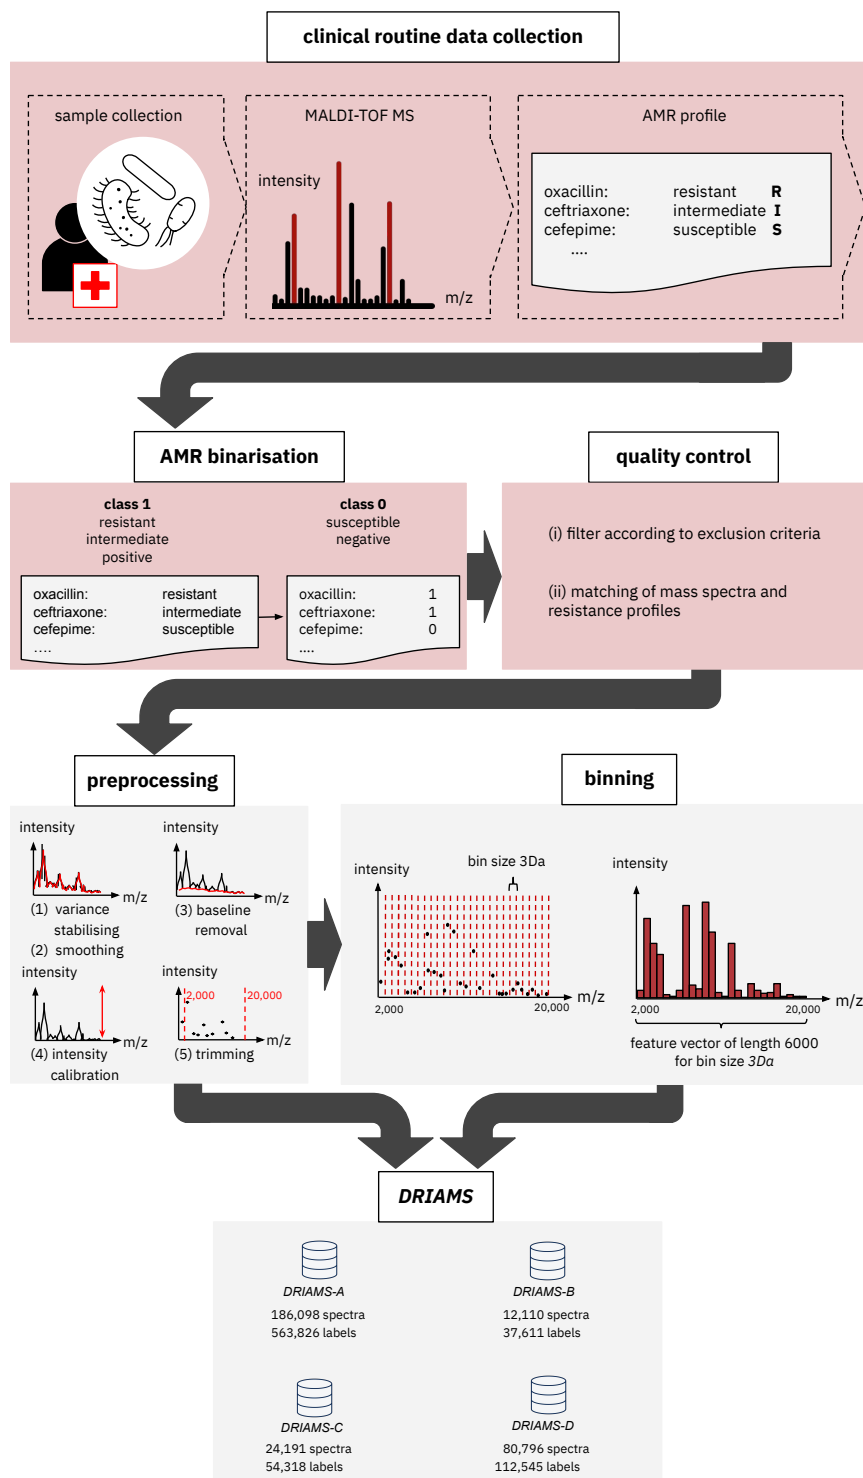 clinical routine data collection
sample collection
MALDI-TOF MS
intensity
m/z
AMR profile
oxacillin: resistant R
ceftriaxone: intermediate I
cefepime: susceptible S
....
AMR binarisation
class 1
resistant
intermediate
positive
class 0
susceptible
negative
oxacillin: resistant
ceftriaxone: intermediate
cefepime: susceptible
....
oxacillin: 1
ceftriaxone: 1
cefepime: 0
....
quality control
(i) filter according to exclusion criteria
(ii) matching of mass spectra and
resistance profiles
preprocessing
intensity
m/z
(1) variance
stabilising
(2) smoothing
intensity
m/z
(3) baseline
removal
intensity
m/z
(4) intensity
calibration
2,000 20,000
m/z
(5) trimming
binning
intensity
bin size 3Da
m/z
2,000 20,000
intensity
m/z
2,000 20,000
feature vector of length 6000
for bin size 3Da
DRIAMS
DRIAMS-A
186,098 spectra
563,826 labels
DRIAMS-B
12,110 spectra
37,611 labels
DRIAMS-C
24,191 spectra
54,318 labels
DRIAMS-D
80,796 spectra
112,545 labels